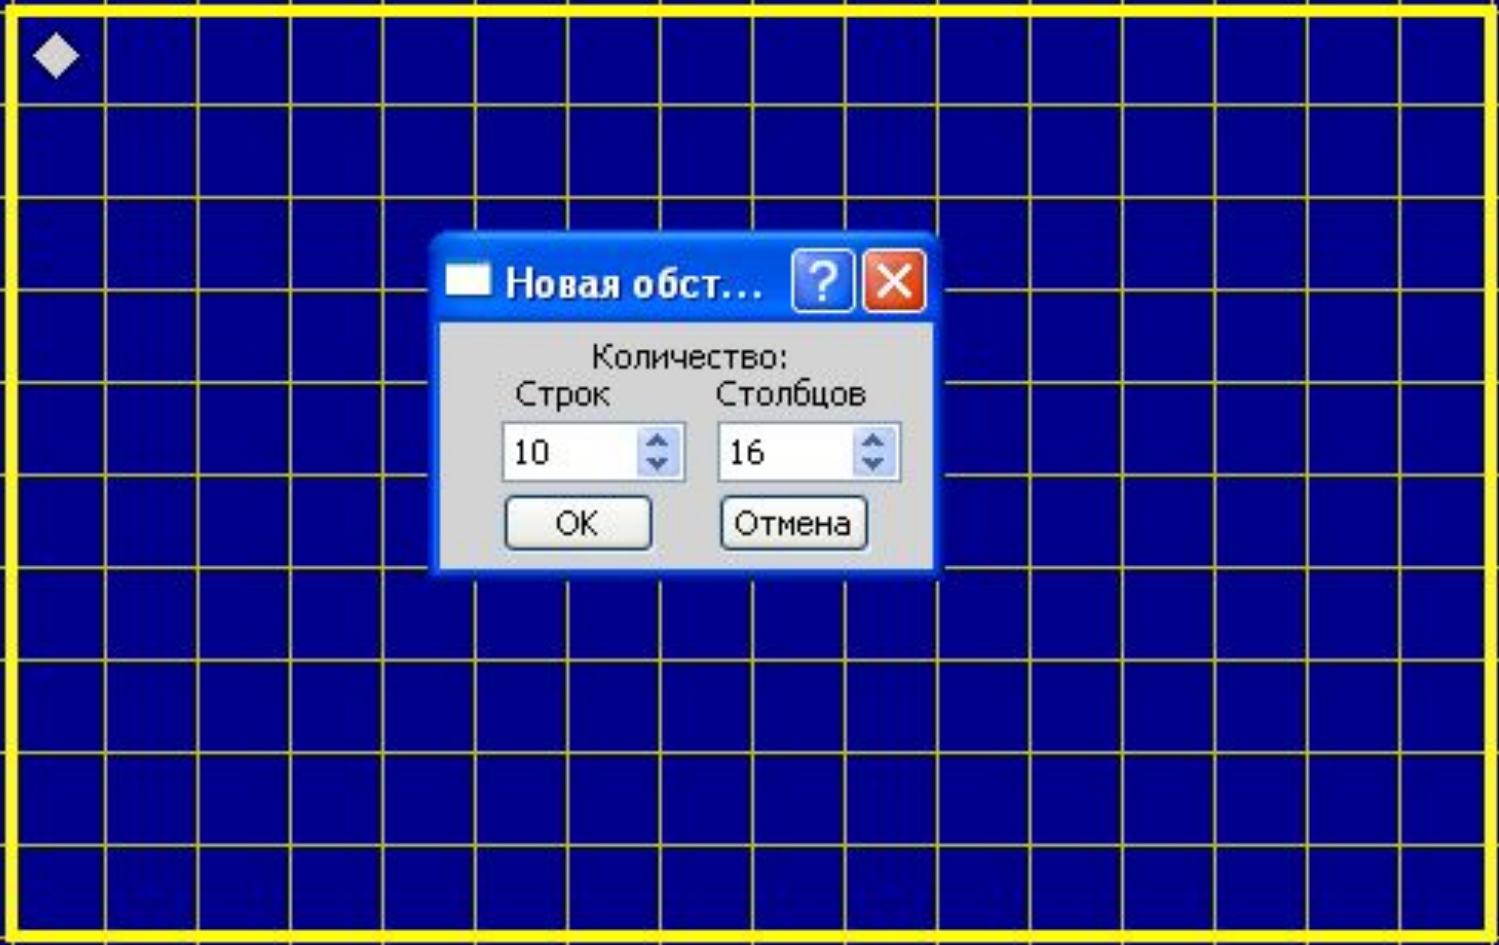 Новая обст...
?
Количество:
Строк Столбцов
10 16
OK Отмена